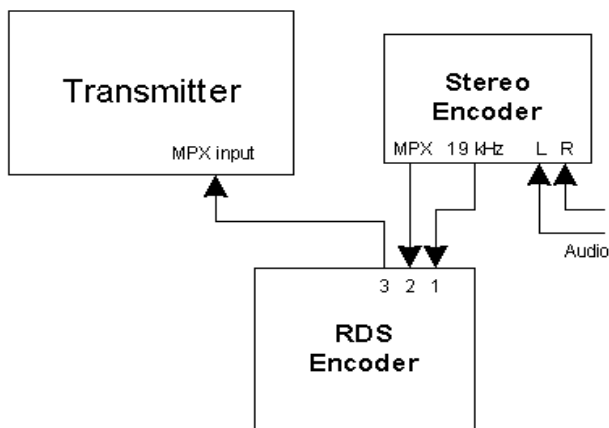 Transmitter
MPX input
Stereo
Encoder
MPX 19 kHz L R
Audio
3 2 1
RDS
Encoder